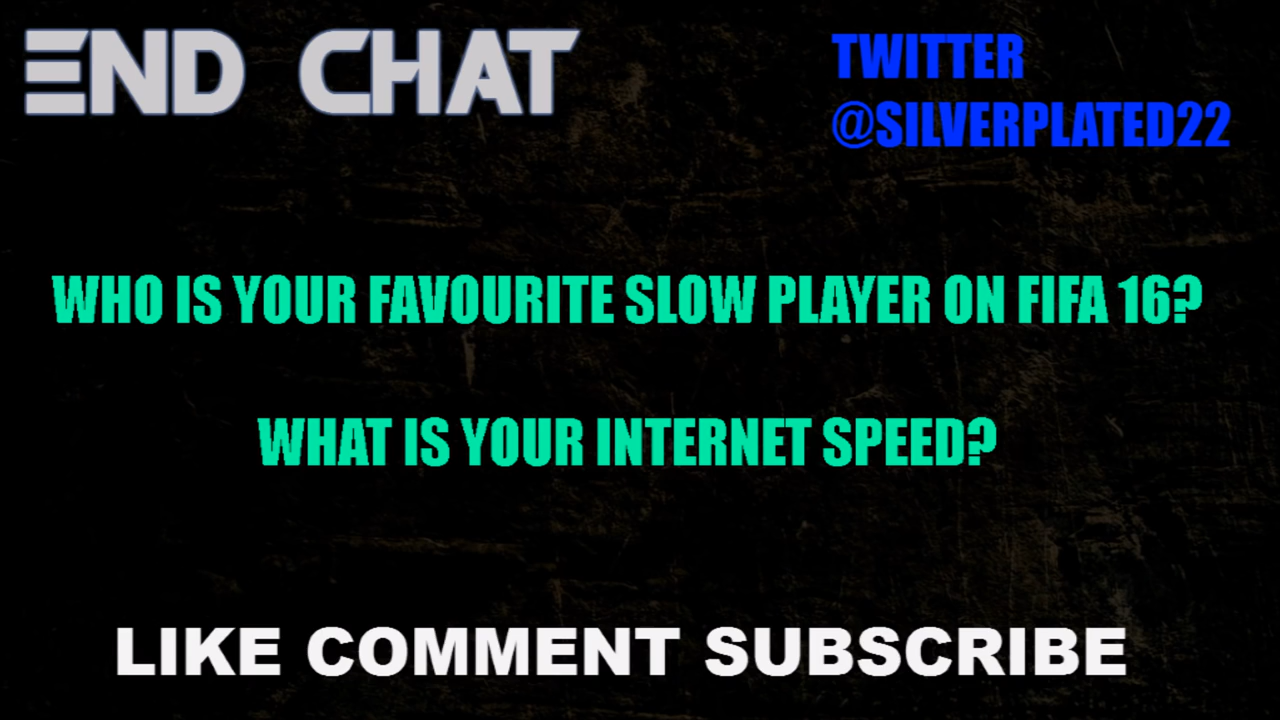 END CHAT
TWITTER
@SILVERPLATED22
WHO IS YOUR FAVOURITE SLOW PLAYER ON FIFA 16?
WHAT IS YOUR INTERNET SPEED?
LIKE COMMENT SUBSCRIBE